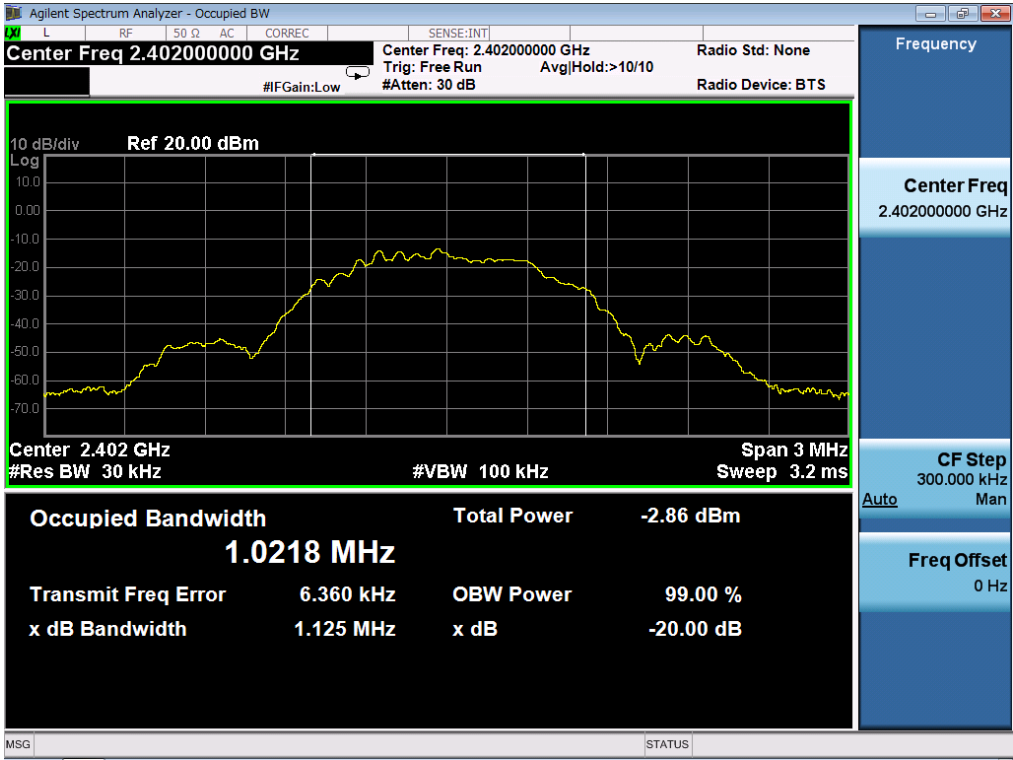 Agilent Spectrum Analyzer - Occupied BW
LXI L RF 50 Ω AC CORREC SENSE:INT
Center Freq 2.402000000 GHz
Center Freq: 2.402000000 GHz Radio Std: None
Trig: Free Run Avg|Hold:>10/10
#IFGain:Low #Atten: 30 dB Radio Device: BTS
10 dB/div Ref 20.00 dBm
Log
10.0
0.00
-10.0
-20.0
-30.0
-40.0
-50.0
-60.0
-70.0
Center 2.402 GHz Span 3 MHz
#Res BW 30 kHz #VBW 100 kHz Sweep 3.2 ms
Occupied Bandwidth Total Power -2.86 dBm
1.0218 MHz
Transmit Freq Error 6.360 kHz OBW Power 99.00 %
x dB Bandwidth 1.125 MHz x dB -20.00 dB
MSG STATUS
Frequency
Center Freq
2.402000000 GHz
CF Step
300.000 kHz
Auto Man
Freq Offset
0 Hz